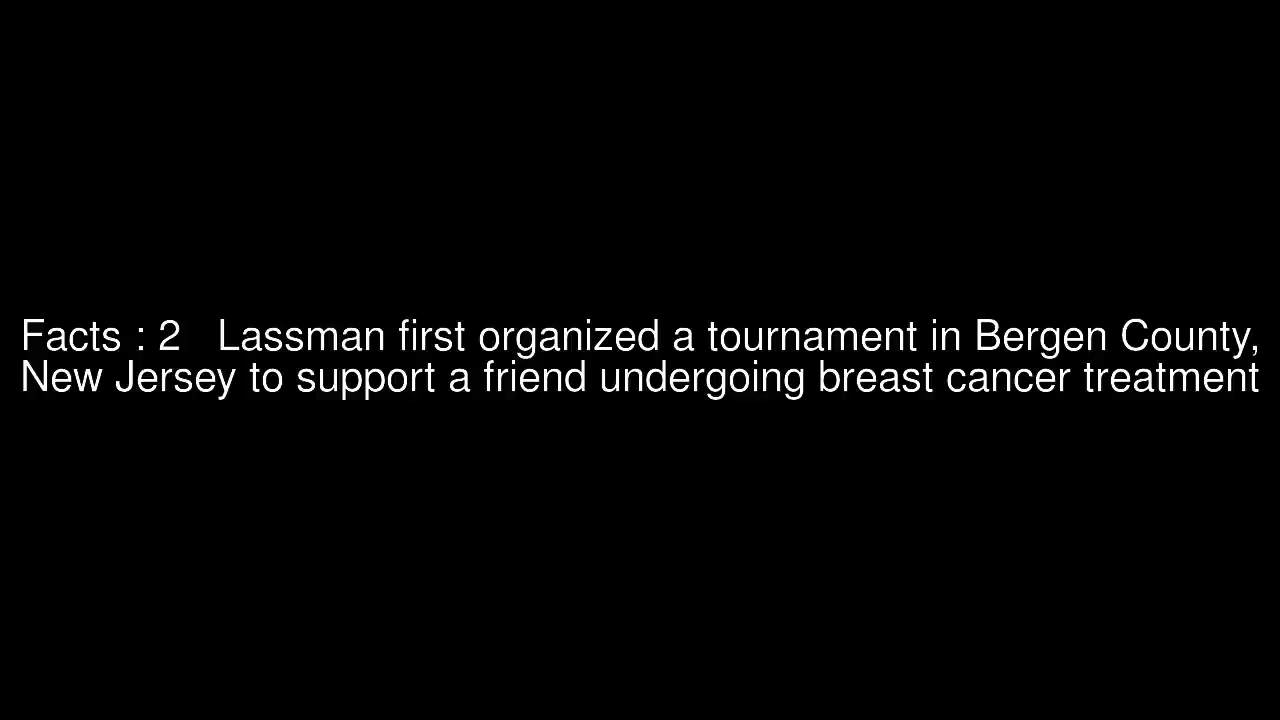 Facts : 2   Lassman first organized a tournament in Bergen County,
New Jersey to support a friend undergoing breast cancer treatment